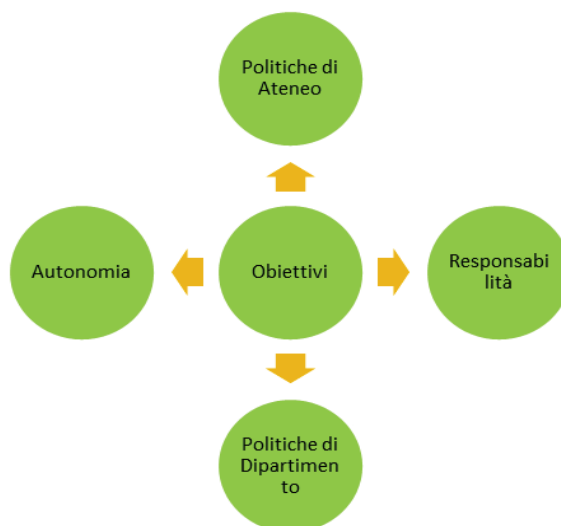 Politiche di
Ateneo
Autonomia
Obiettivi
Responsabi
lità
Politiche di
Dipartimen
to